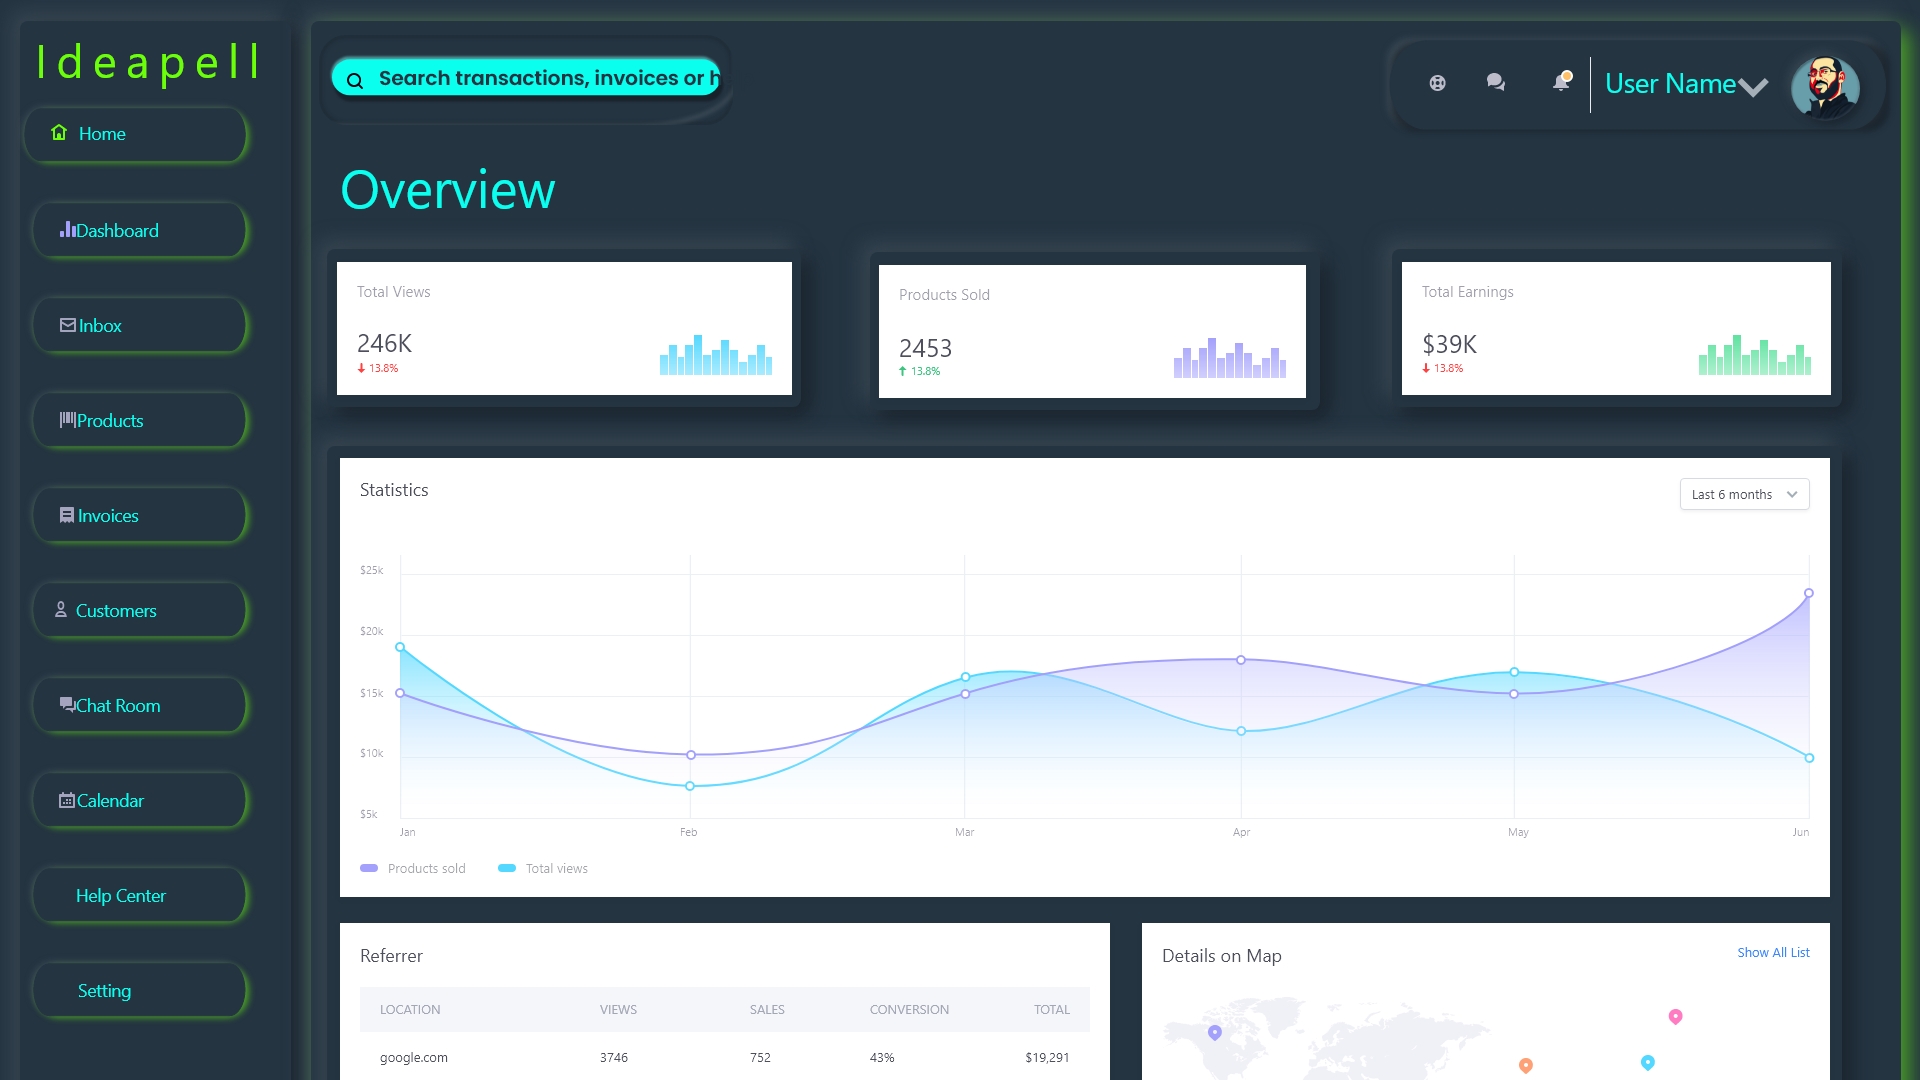 Ideapell
Home
Dashboard
Inbox
Products
Invoices
Customers
Chat Room
Calendar
Help Center
Setting
Search transactions, invoices or h
User Name
Overview
Total Views
246K
13.8%
Products Sold
2453
13.8%
Total Earnings
$39K
13.8%
Statistics
Last 6 months
$25k
$20k
$15k
$10k
$5k
Jan Feb Mar Apr May Jun
Products sold Total views
Referrer
LOCATION VIEWS SALES CONVERSION TOTAL
google.com 3746 752 43% $19,291
Details on Map
Show All List